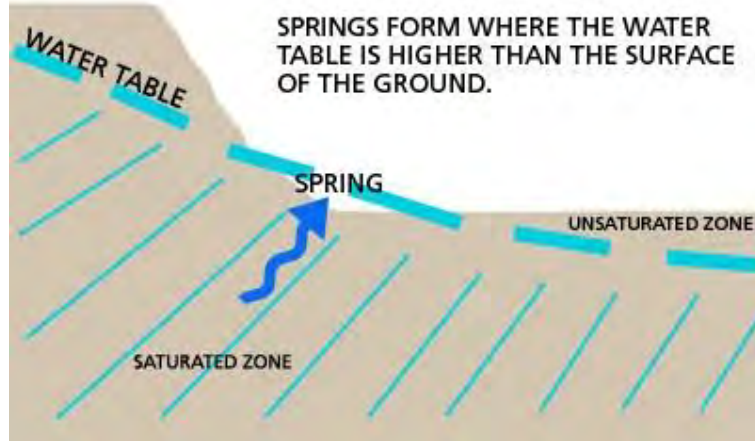 SPRINGS FORM WHERE THE WATER
TABLE IS HIGHER THAN THE SURFACE
OF THE GROUND.
WATER TABLE
SPRING
UNSATURATED ZONE
SATURATED ZONE